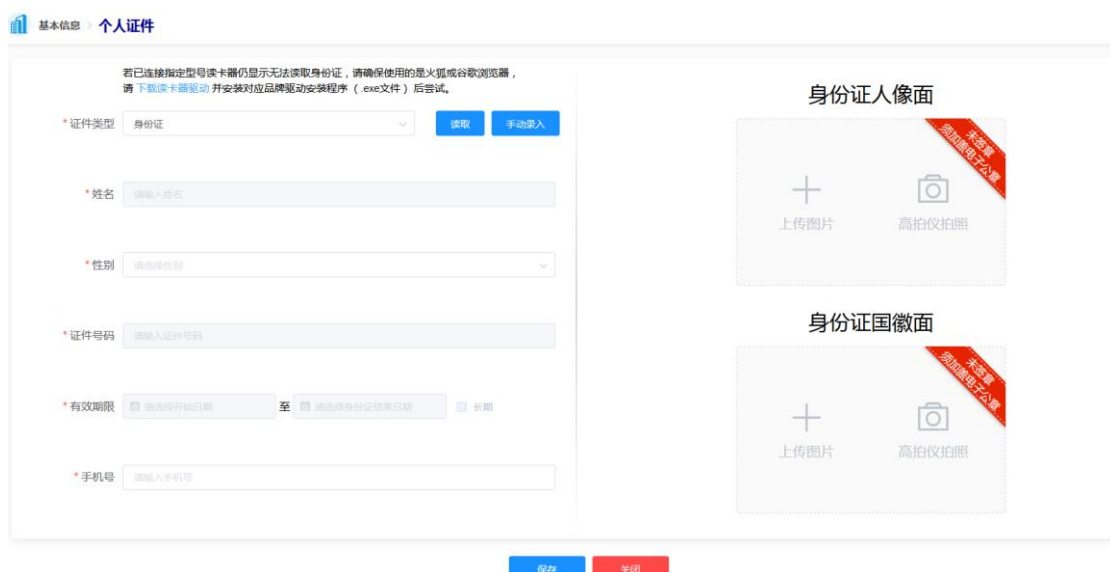 基本信息 > 个人证件
若已连接指定型号读卡器仍显示无法读取身份证，请确保使用的是火狐或谷歌浏览器，
请 下载读卡器驱动 并安装对应品牌驱动安装程序（.exe文件）后尝试。
*证件类型 身份证 读取 手动录入
*姓名 请输入姓名
*性别 请选择性别
*证件号码 请输入证件号码
*有效期限 请选择开始日期 至 请选择身份证结束日期 长期
*手机号 请输入手机号
身份证人像面
未签章
须加盖电子公章
上传图片 高拍仪拍照
身份证国徽面
未签章
须加盖电子公章
上传图片 高拍仪拍照
保存 关闭